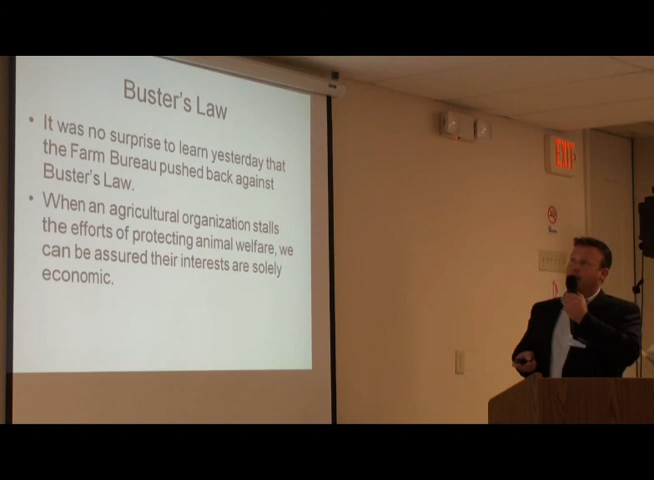 Buster's Law
• It was no surprise to learn yesterday that
the Farm Bureau pushed back against
Buster's Law.
• When an agricultural organization stalls
the efforts of protecting animal welfare, we
can be assured their interests are solely
economic.
EXIT